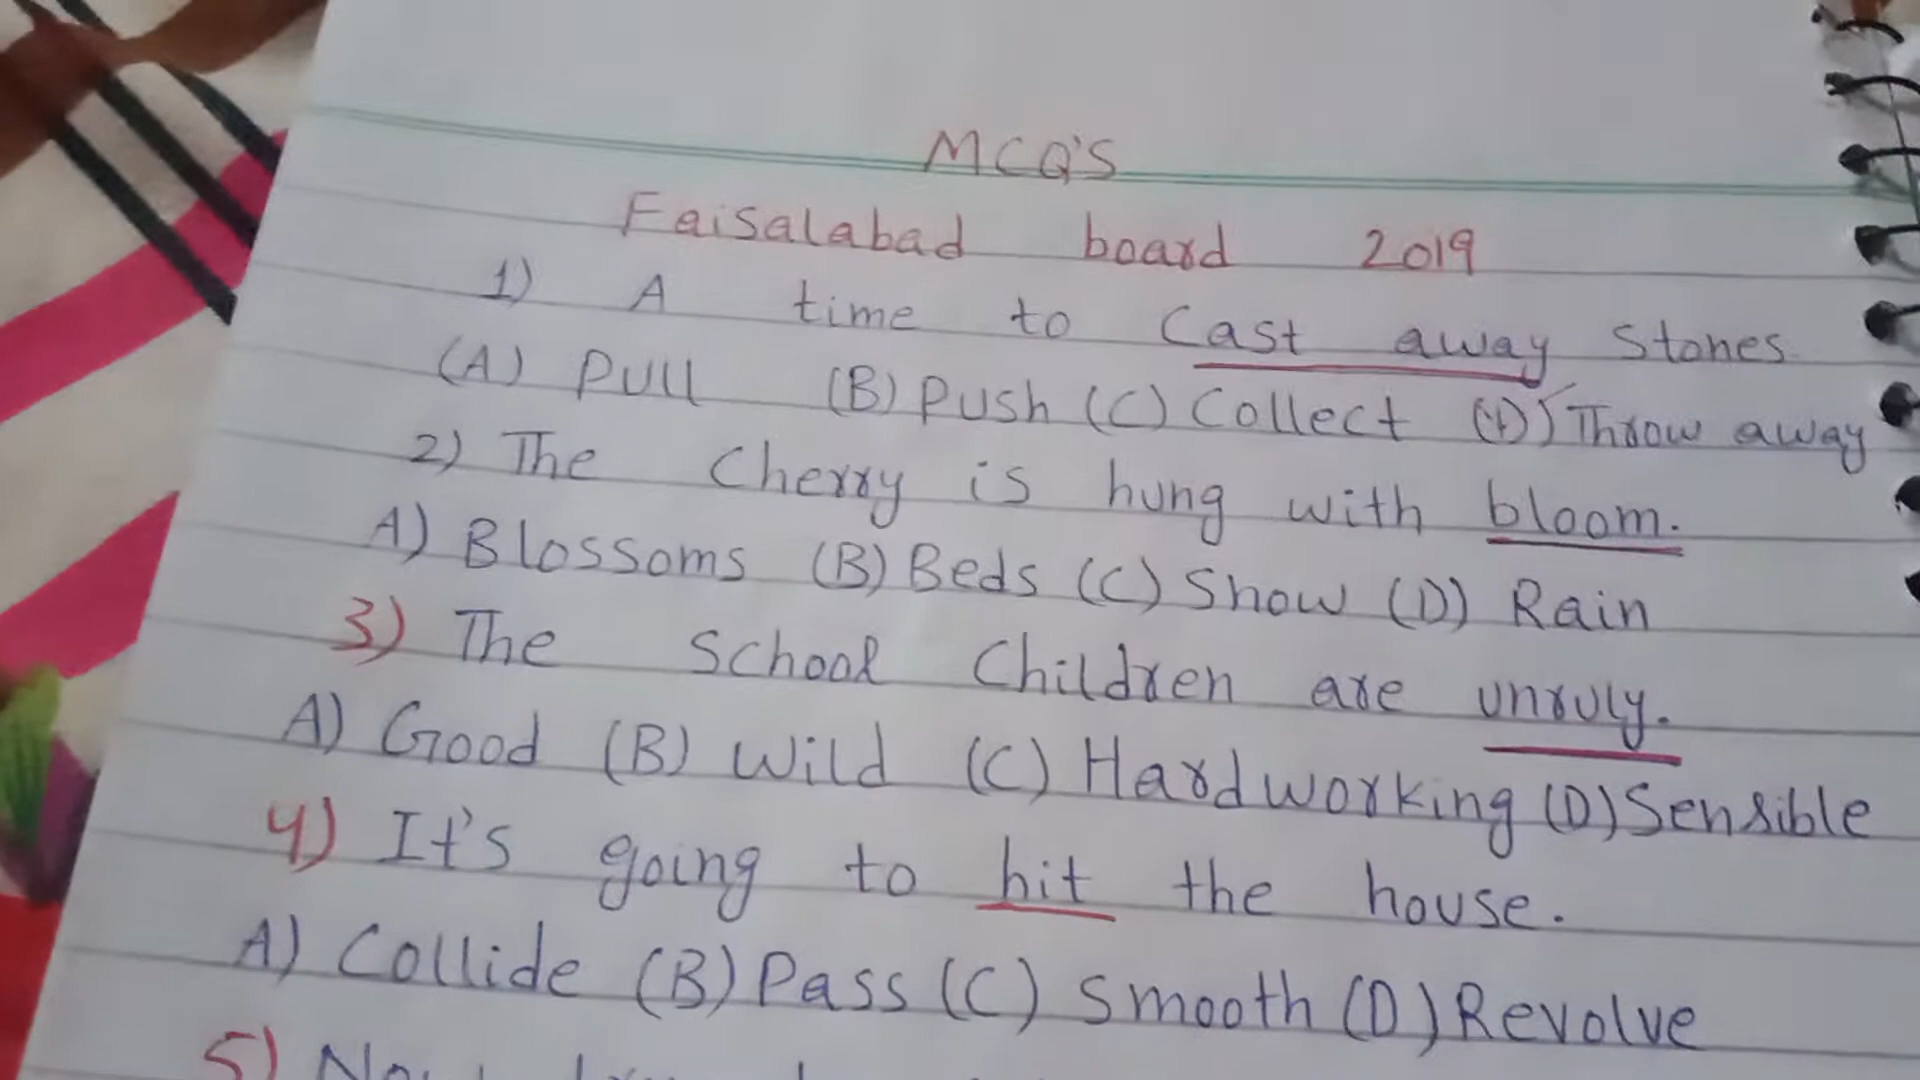 MCQ'S
Faisalabad board 2019
1) A time to Cast away Stones
(A) Pull (B) Push (C) Collect (D) Throw away
2) The Cherry is hung with bloom.
A) Blossoms (B) Beds (C) Show (D) Rain
3) The School Children are unruly.
A) Good (B) Wild (C) Hardworking (D) Sensible
4) It's going to hit the house.
A) Collide (B) Pass (C) Smooth (D) Revolve
5)